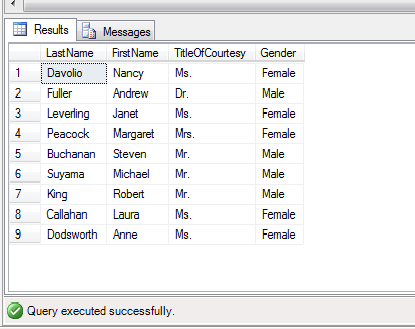 Results Messages
LastName FirstName TitleOfCourtesy Gender
1 Davolio Nancy Ms. Female
2 Fuller Andrew Dr. Male
3 Leverling Janet Ms. Female
4 Peacock Margaret Mrs. Female
5 Buchanan Steven Mr. Male
6 Suyama Michael Mr. Male
7 King Robert Mr. Male
8 Callahan Laura Ms. Female
9 Dodsworth Anne Ms. Female
Query executed successfully.